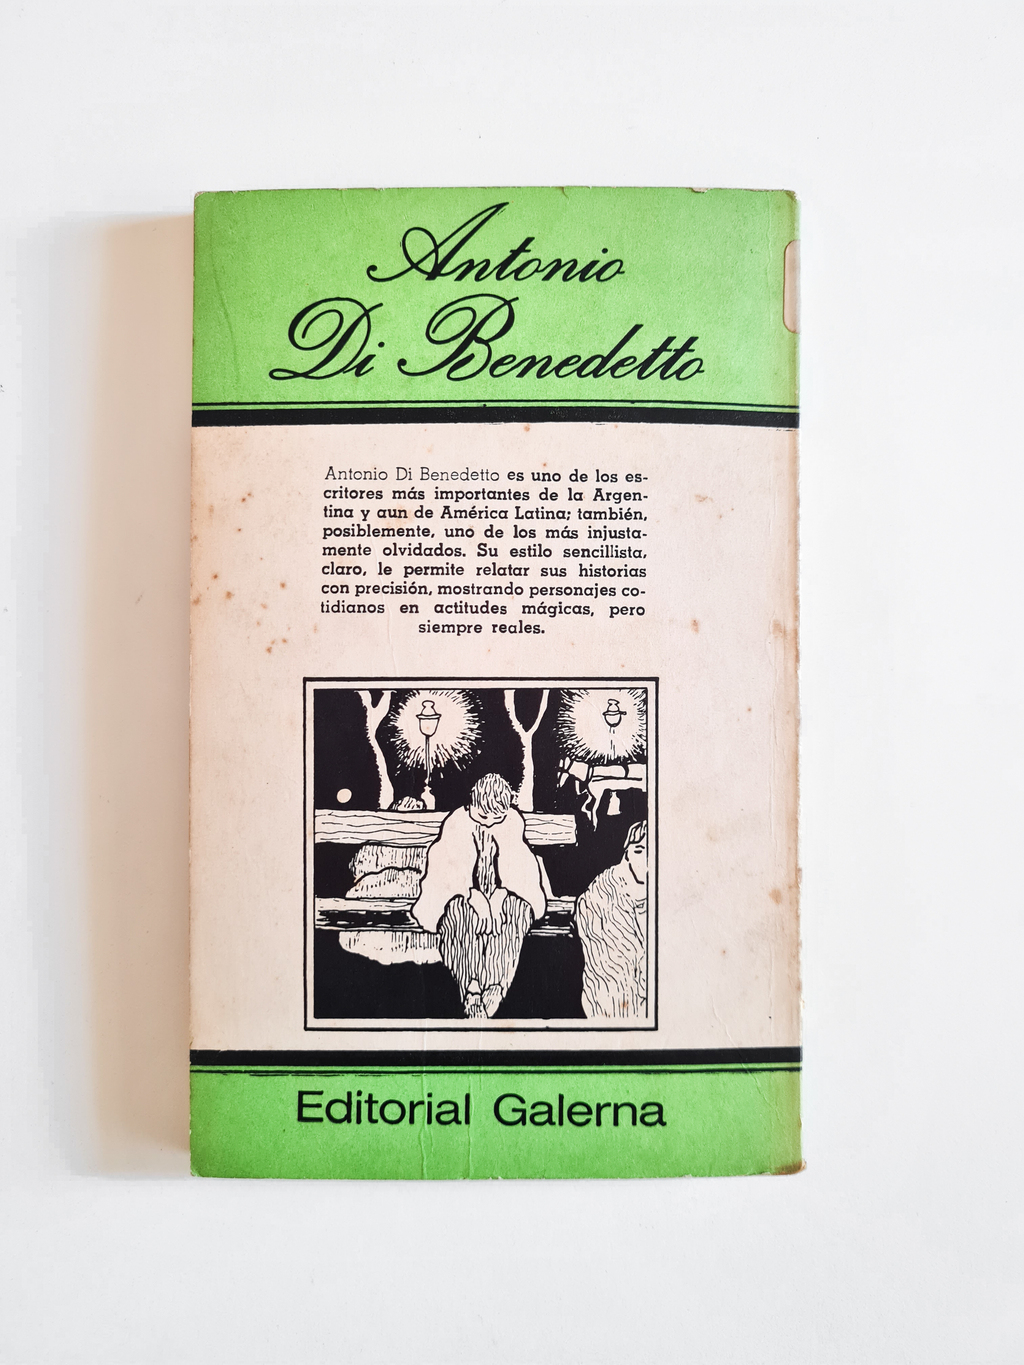 Antonio
Di Benedetto
Antonio Di Benedetto es uno de los es-
critores más importantes de la Argen-
tina y aun de América Latina; también,
posiblemente, uno de los más injusta-
mente olvidados. Su estilo sencillista,
claro, le permite relatar sus historias
con precisión, mostrando personajes co-
tidianos en actitudes mágicas, pero
siempre reales.
Editorial Galerna